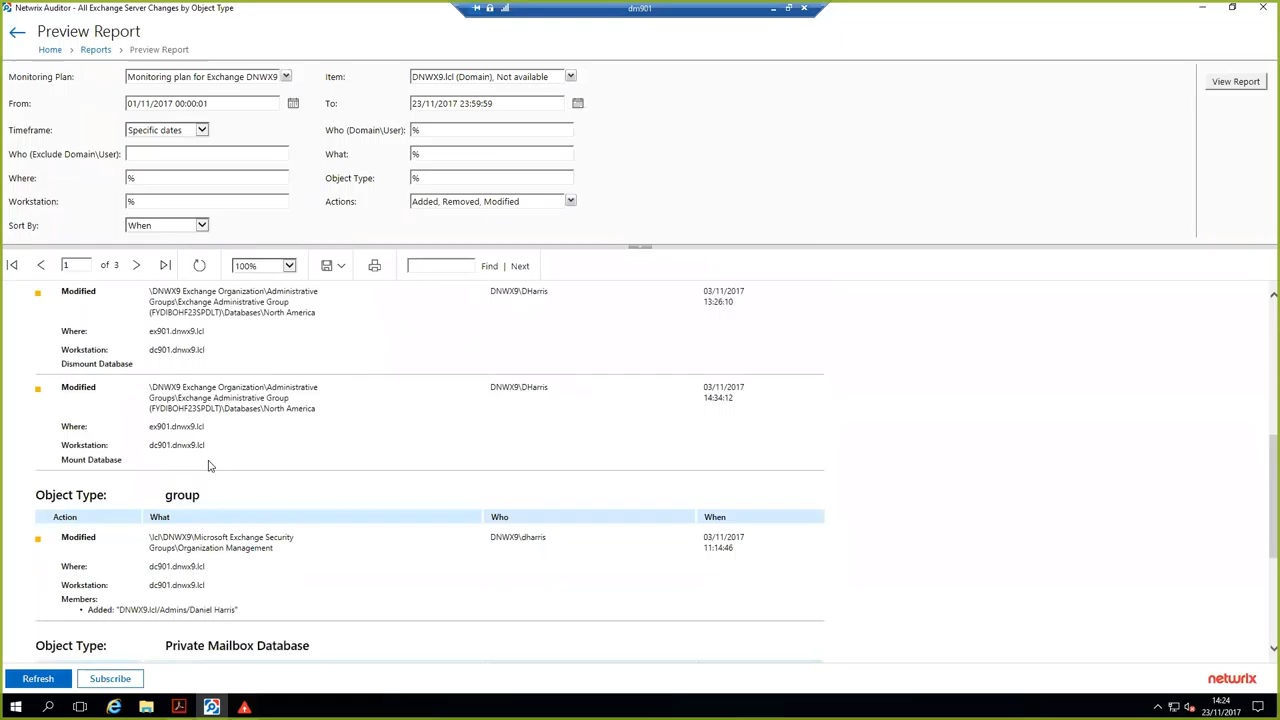 Netwrix Auditor - All Exchange Server Changes by Object Type
dm901
Preview Report
Home > Reports > Preview Report
Monitoring Plan: Monitoring plan for Exchange DNWX9 Item: DNWX9.lcl (Domain), Not available
View Report
From: 01/11/2017 00:00:01 To: 23/11/2017 23:59:59
Timeframe: Specific dates Who (Domain\User): %
Who (Exclude Domain\User): What: %
Where: % Object Type: %
Workstation: % Actions: Added, Removed, Modified
Sort By: When
1 of 3 100% Find | Next
Modified \DNWX9 Exchange Organization\Administrative DNWX9\DHarris 03/11/2017
Groups\Exchange Administrative Group 13:26:10
(FYDIBOHF23SPDLT)\Databases\North America
Where: ex901.dnwx9.lcl
Workstation: dc901.dnwx9.lcl
Dismount Database
Modified \DNWX9 Exchange Organization\Administrative DNWX9\DHarris 03/11/2017
Groups\Exchange Administrative Group 14:34:12
(FYDIBOHF23SPDLT)\Databases\North America
Where: ex901.dnwx9.lcl
Workstation: dc901.dnwx9.lcl
Mount Database
Object Type: group
Action What Who When
Modified \lcl\DNWX9\Microsoft Exchange Security DNWX9\dharris 03/11/2017
Groups\Organization Management 11:14:46
Where: dc901.dnwx9.lcl
Workstation: dc901.dnwx9.lcl
Members:
• Added: "DNWX9.lcl/Admins/Daniel Harris"
Object Type: Private Mailbox Database
Refresh Subscribe netwrix
14:24
23/11/2017